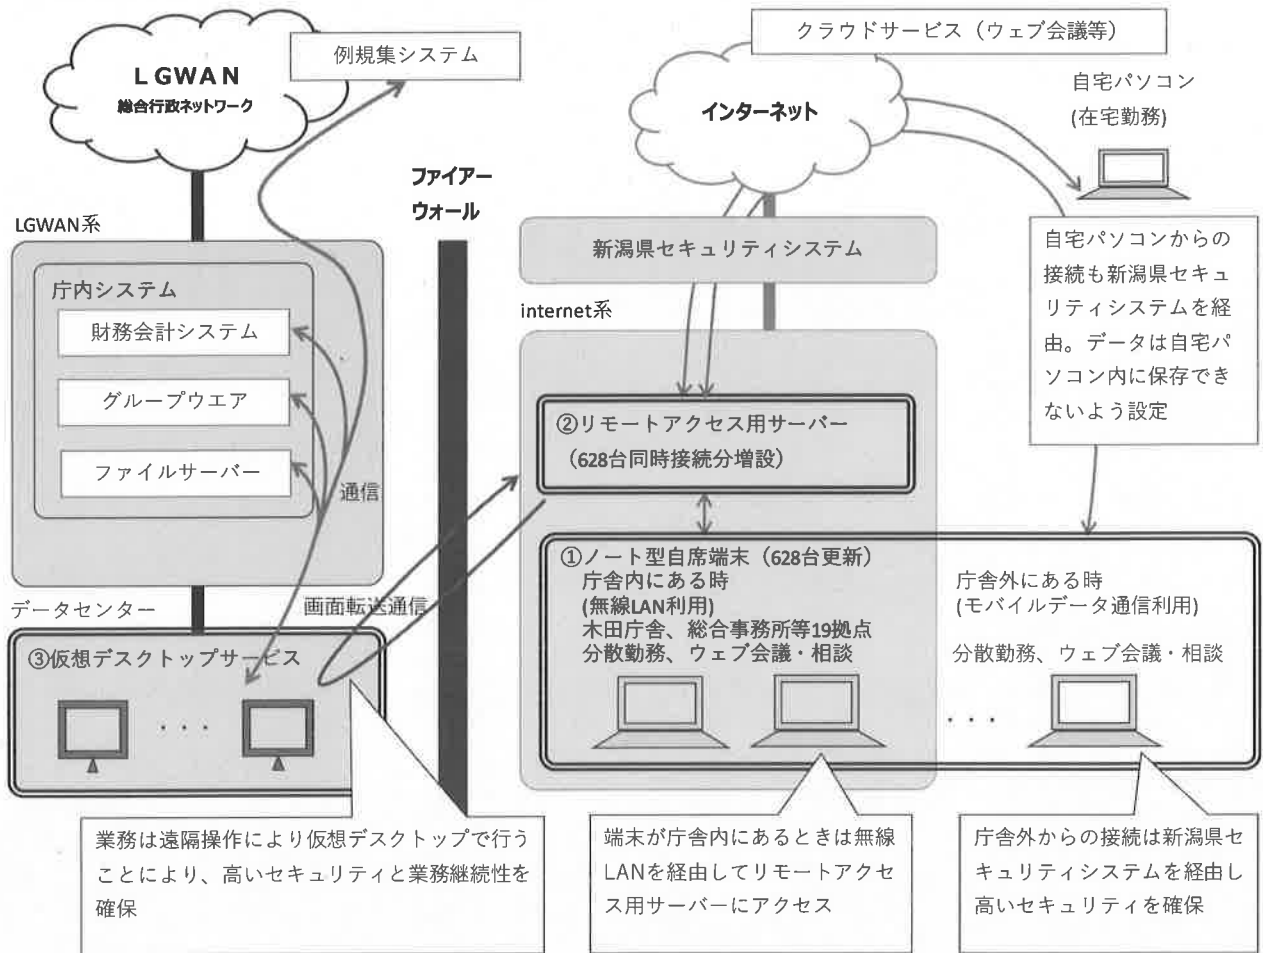 クラウドサービス（ウェブ会議等）
例規集システム
LGWAN
総合行政ネットワーク
インターネット
自宅パソコン
(在宅勤務)
ファイアー
ウォール
LGWAN系
新潟県セキュリティシステム
自宅パソコンからの
接続も新潟県セキュ
リティシステムを経
由。データは自宅パ
ソコン内に保存でき
ないよう設定
庁内システム
財務会計システム
グループウエア
ファイルサーバー
通信
internet系
②リモートアクセス用サーバー
（628台同時接続分増設）
①ノート型自席端末（628台更新）
庁舎内にある時
(無線LAN利用)
木田庁舎、総合事務所等19拠点
分散勤務、ウェブ会議・相談
庁舎外にある時
(モバイルデータ通信利用)
分散勤務、ウェブ会議・相談
データセンター
画面転送通信
③仮想デスクトップサービス
・・・
・・・
業務は遠隔操作により仮想デスクトップで行う
ことにより、高いセキュリティと業務継続性を
確保
端末が庁舎内にあるときは無線
LANを経由してリモートアクセ
ス用サーバーにアクセス
庁舎外からの接続は新潟県セ
キュリティシステムを経由し
高いセキュリティを確保